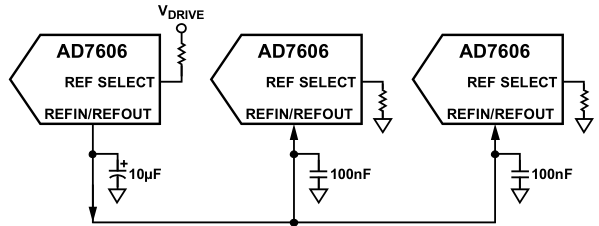 VDRIVE
AD7606
REF SELECT
REFIN/REFOUT
+
10µF
AD7606
REF SELECT
REFIN/REFOUT
100nF
AD7606
REF SELECT
REFIN/REFOUT
100nF